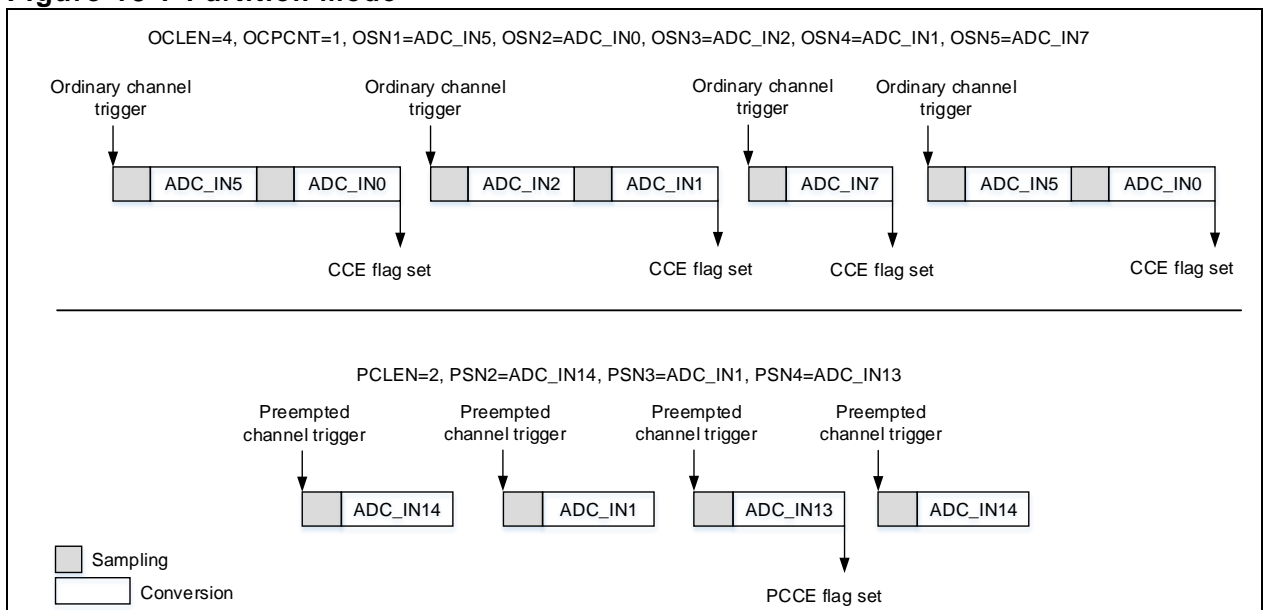 OCLEN=4, OCPCNT=1, OSN1=ADC_IN5, OSN2=ADC_IN0, OSN3=ADC_IN2, OSN4=ADC_IN1, OSN5=ADC_IN7
Ordinary channel
trigger
Ordinary channel
trigger
Ordinary channel
trigger
Ordinary channel
trigger
ADC_IN5 ADC_IN0 ADC_IN2 ADC_IN1 ADC_IN7 ADC_IN5 ADC_IN0
CCE flag set CCE flag set CCE flag set CCE flag set
PCLEN=2, PSN2=ADC_IN14, PSN3=ADC_IN1, PSN4=ADC_IN13
Preempted
channel trigger
Preempted
channel trigger
Preempted
channel trigger
Preempted
channel trigger
ADC_IN14 ADC_IN1 ADC_IN13 ADC_IN14
Sampling
Conversion
PCCE flag set